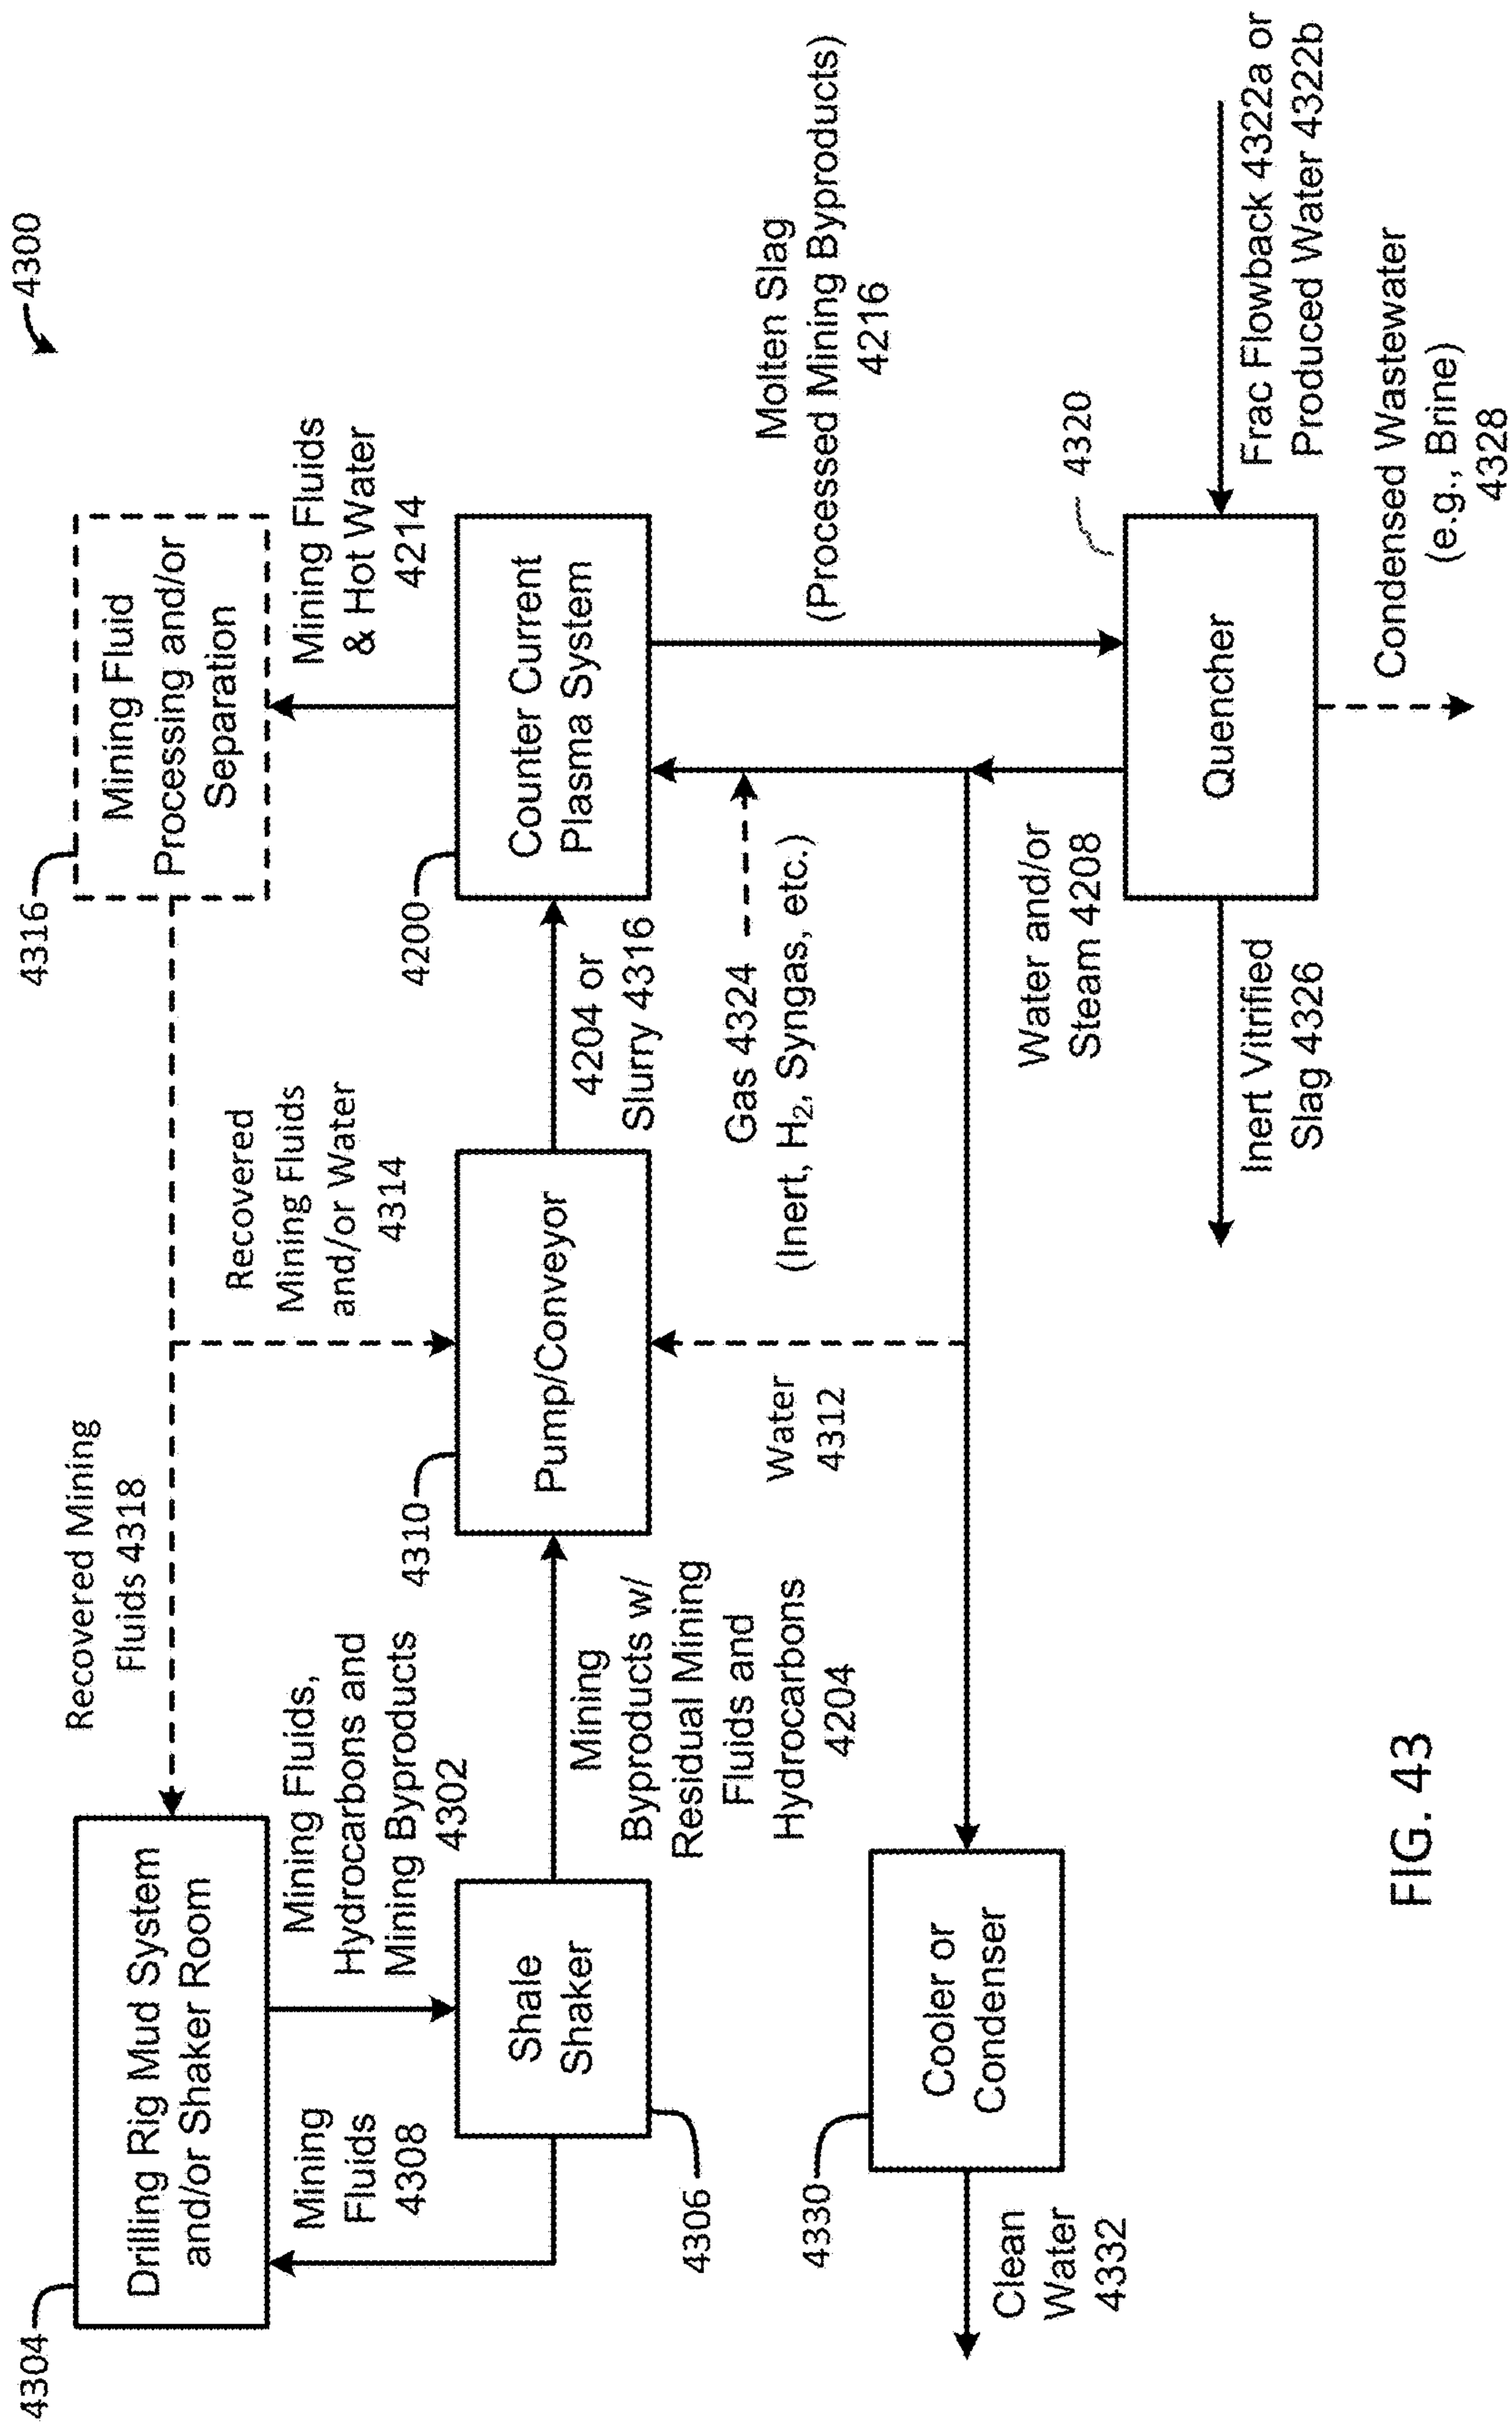 4300
4304
Drilling Rig Mud System
and/or Shaker Room
Recovered Mining
Fluids 4318
4316
Mining Fluid
Processing and/or
Separation
Mining
Fluids
4308
Mining Fluids,
Hydrocarbons and
Mining Byproducts
4302
Recovered
Mining Fluids
and/or Water
4314
Mining Fluids
& Hot Water
4214
Shale
Shaker
4306
Mining
Byproducts w/
Residual Mining
Fluids and
Hydrocarbons
4204
4310
Pump/Conveyor
4204 or
Slurry 4316
4200
Counter Current
Plasma System
Water
4312
Gas 4324
(Inert, H₂, Syngas, etc.)
Molten Slag
(Processed Mining Byproducts)
4216
4330
Cooler or
Condenser
Clean
Water
4332
Water and/or
Steam 4208
4320
Quencher
Inert Vitrified
Slag 4326
Frac Flowback 4322a or
Produced Water 4322b
Condensed Wastewater
(e.g., Brine)
4328
FIG. 43